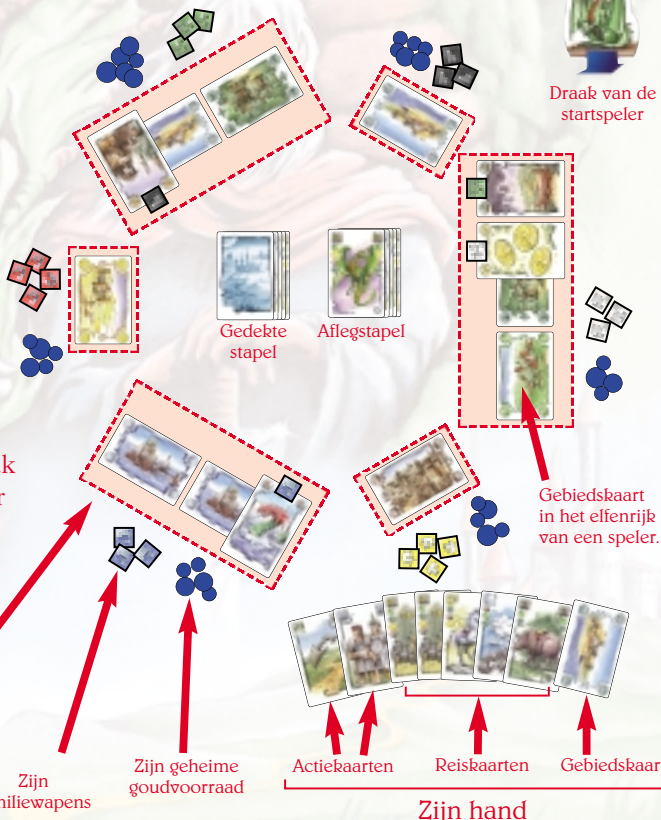 Draak van de
startspeler
Gedekte
stapel
Aflegstapel
Gebiedskaart
in het elfenrijk
van een speler.
Zijn
Zijn geheime
goudvoorraad
Actiekaarten
Reiskaarten
Zijn hand